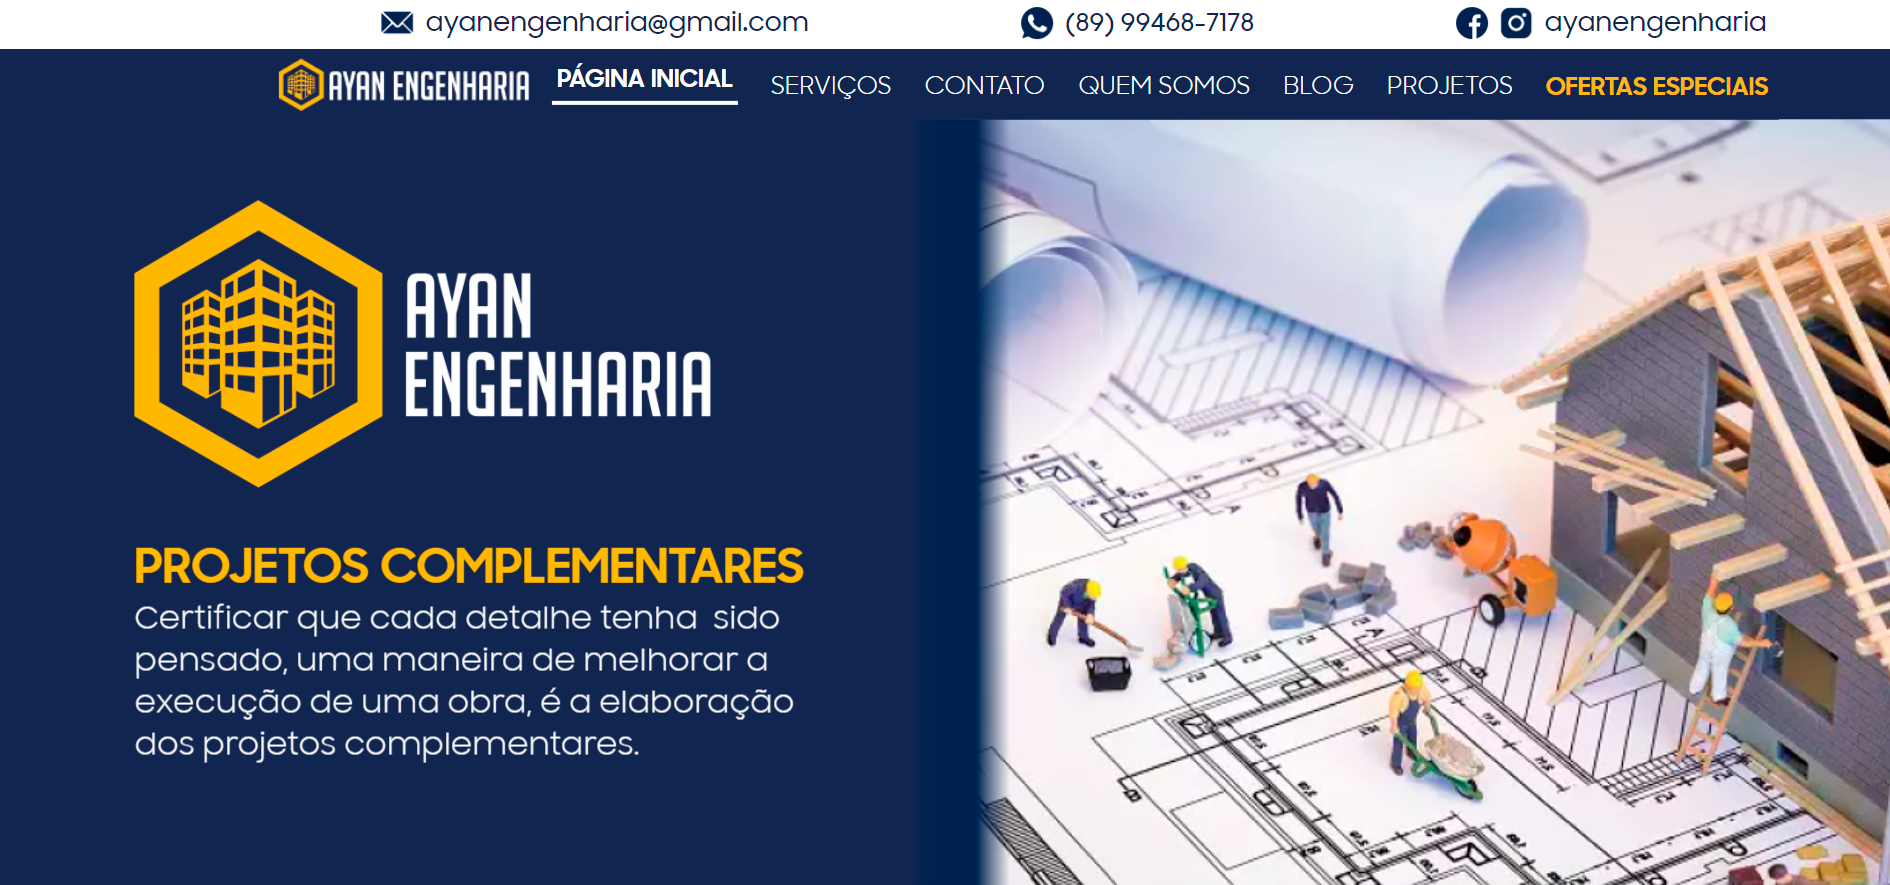 ayanengenharia@gmail.com
(89) 99468-7178
ayanengenharia
AYAN ENGENHARIA
PÁGINA INICIAL
SERVIÇOS
CONTATO
QUEM SOMOS
BLOG
PROJETOS
OFERTAS ESPECIAIS
AYAN
ENGENHARIA
PROJETOS COMPLEMENTARES
Certificar que cada detalhe tenha  sido
pensado, uma maneira de melhorar a
execução de uma obra, é a elaboração
dos projetos complementares.